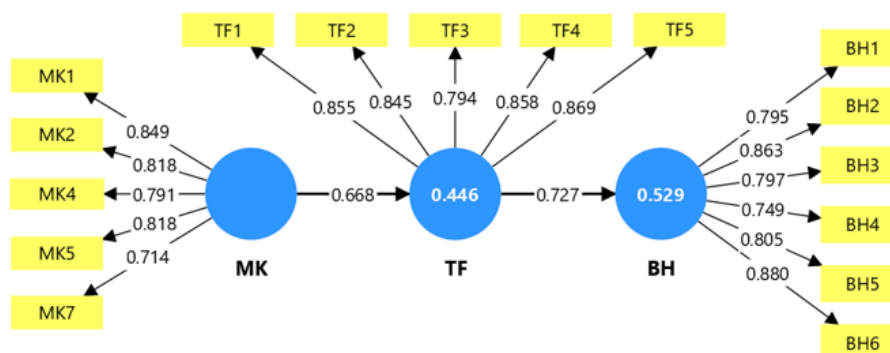 TF1 TF2 TF3 TF4 TF5
BH1
MK1
0.855 0.845 0.794 0.858 0.869
0.795
BH2
0.849
MK2
0.863
0.818
BH3
0.797
MK4 0.791 0.668 0.446 0.727 0.529
0.749
BH4
0.818
0.805
MK5
0.714
0.880
BH5
MK TF BH
MK7
BH6